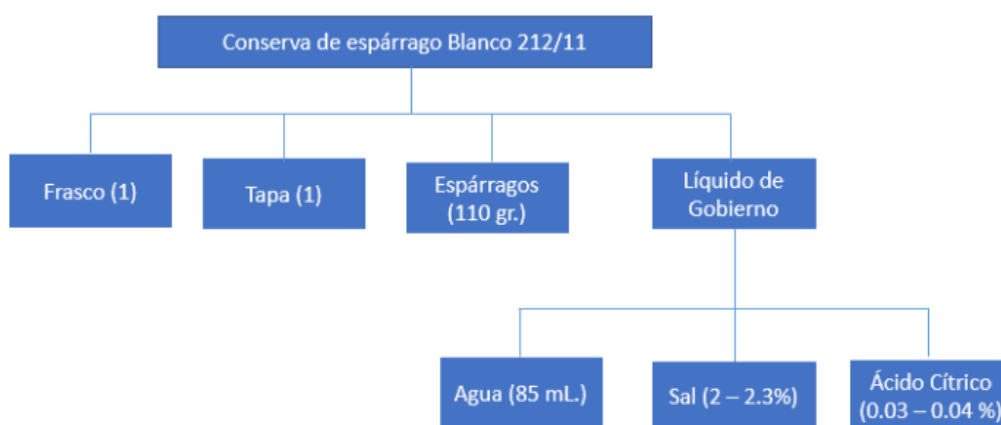 Conserva de espárrago Blanco 212/11
Frasco (1)
Tapa (1)
Espárragos
(110 gr.)
Líquido de
Gobierno
Agua (85 mL.)
Sal (2 – 2.3%)
Ácido Cítrico
(0.03 – 0.04 %)